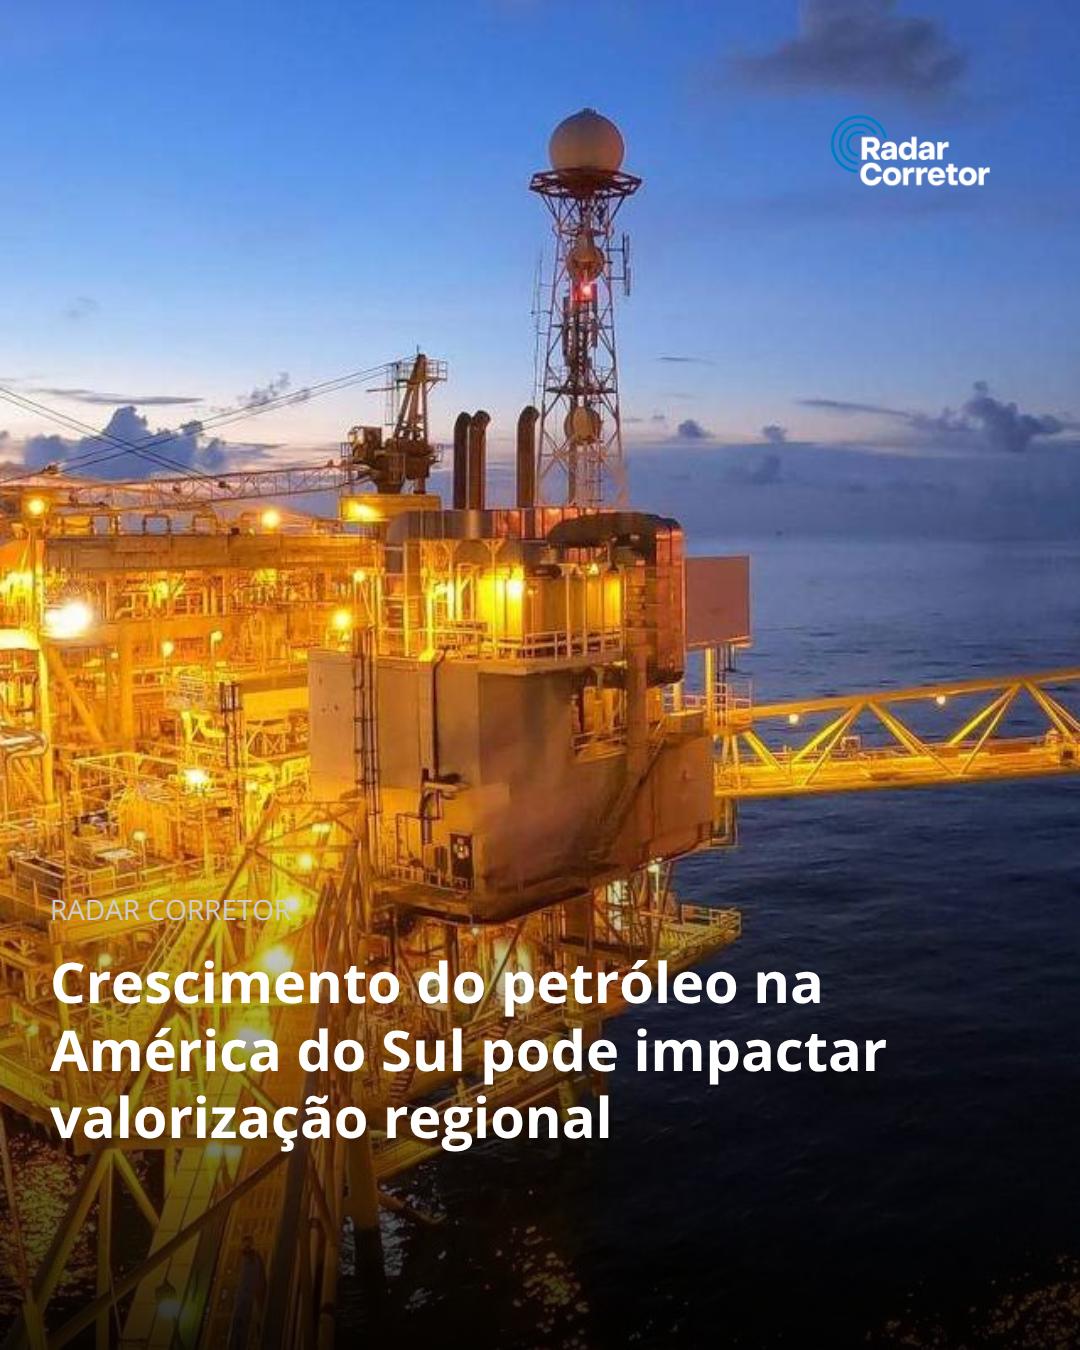 Radar
Corretor
RADAR CORRETOR
Crescimento do petróleo na
América do Sul pode impactar
valorização regional